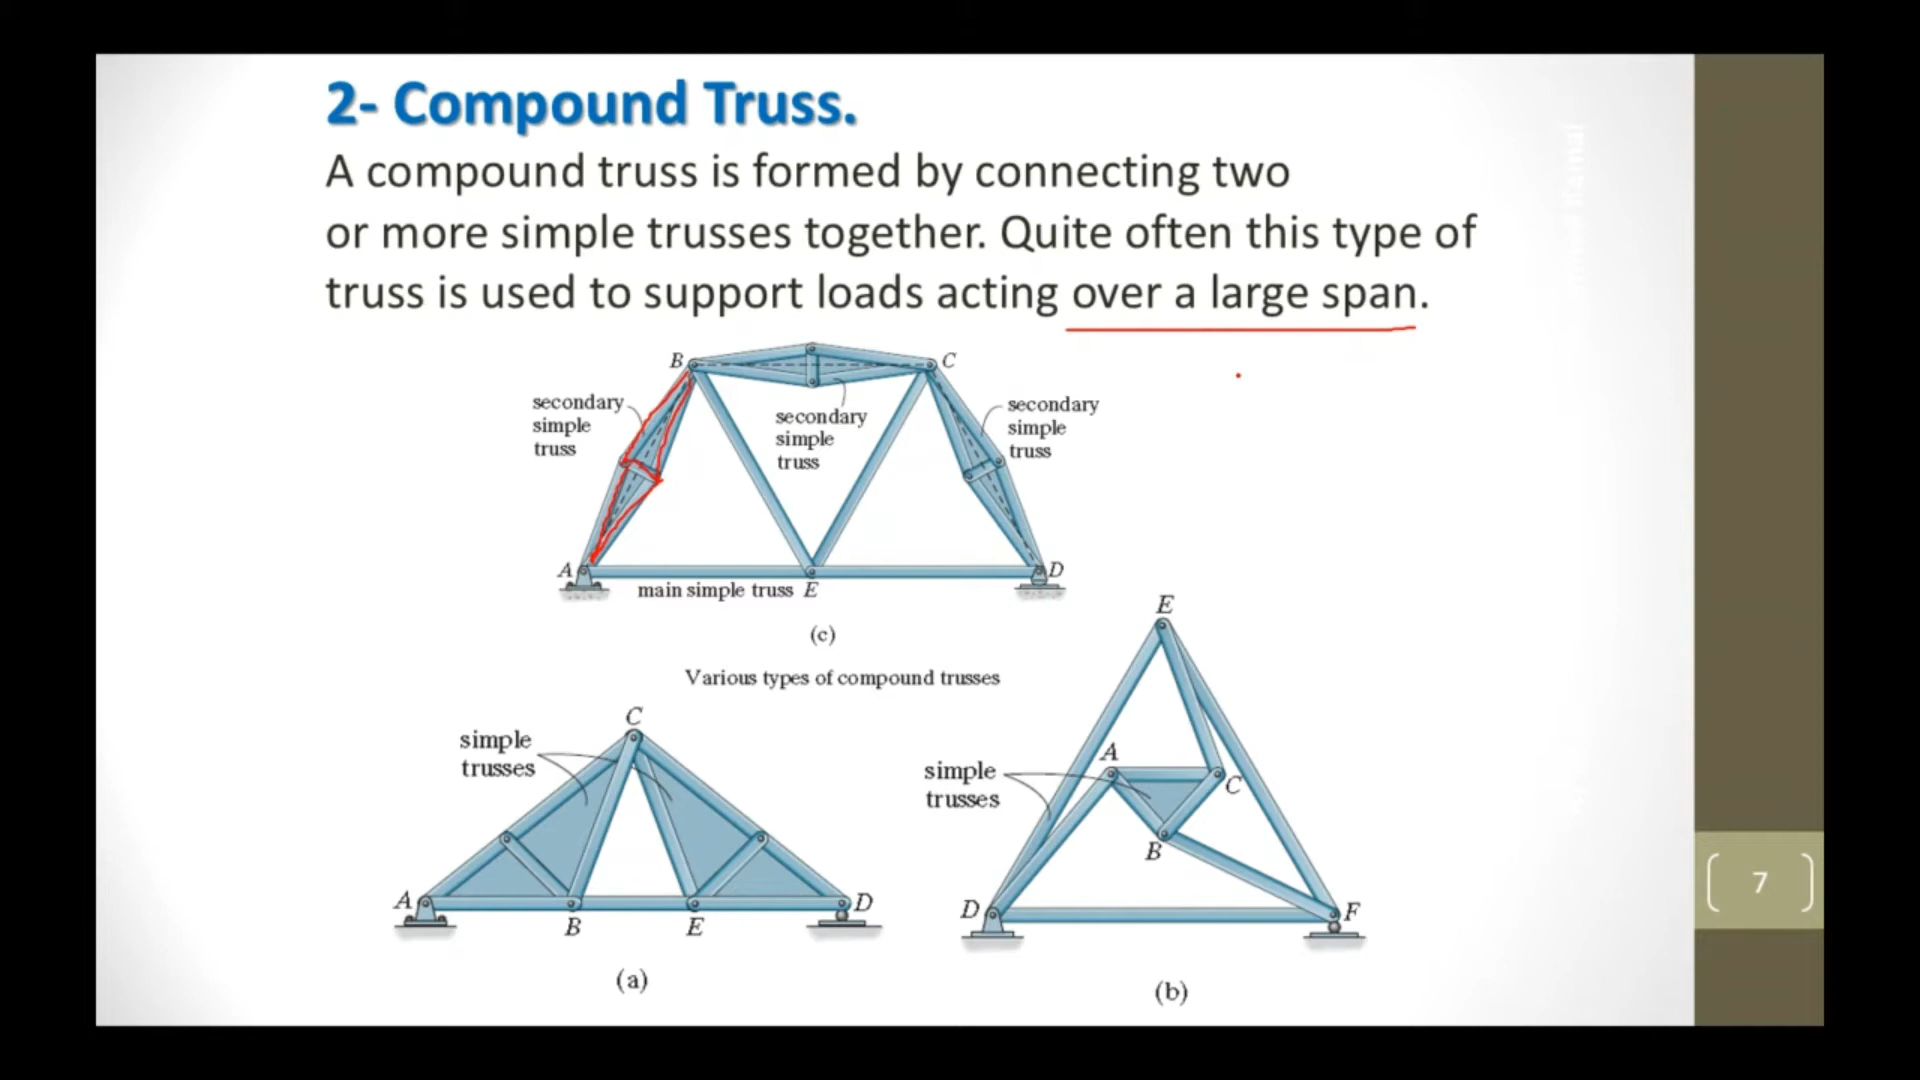 2- Compound Truss.
A compound truss is formed by connecting two
or more simple trusses together. Quite often this type of
truss is used to support loads acting over a large span.
B
C
secondary
simple
truss
secondary
simple
truss
secondary
simple
truss
A
D
main simple truss E
(c)
Various types of compound trusses
C
simple
trusses
A
B
E
D
(a)
E
A
simple
trusses
C
B
D
F
(b)
7